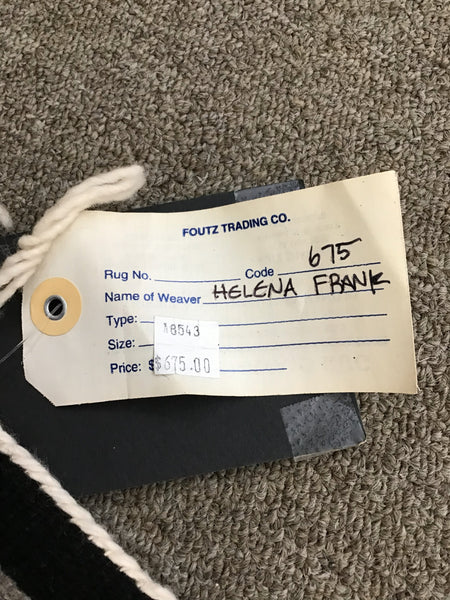 FOUTZ TRADING CO.
Rug No. Code 675
Name of Weaver HELENA FRANK
Type: 18543
Size:
Price: $ $675.00